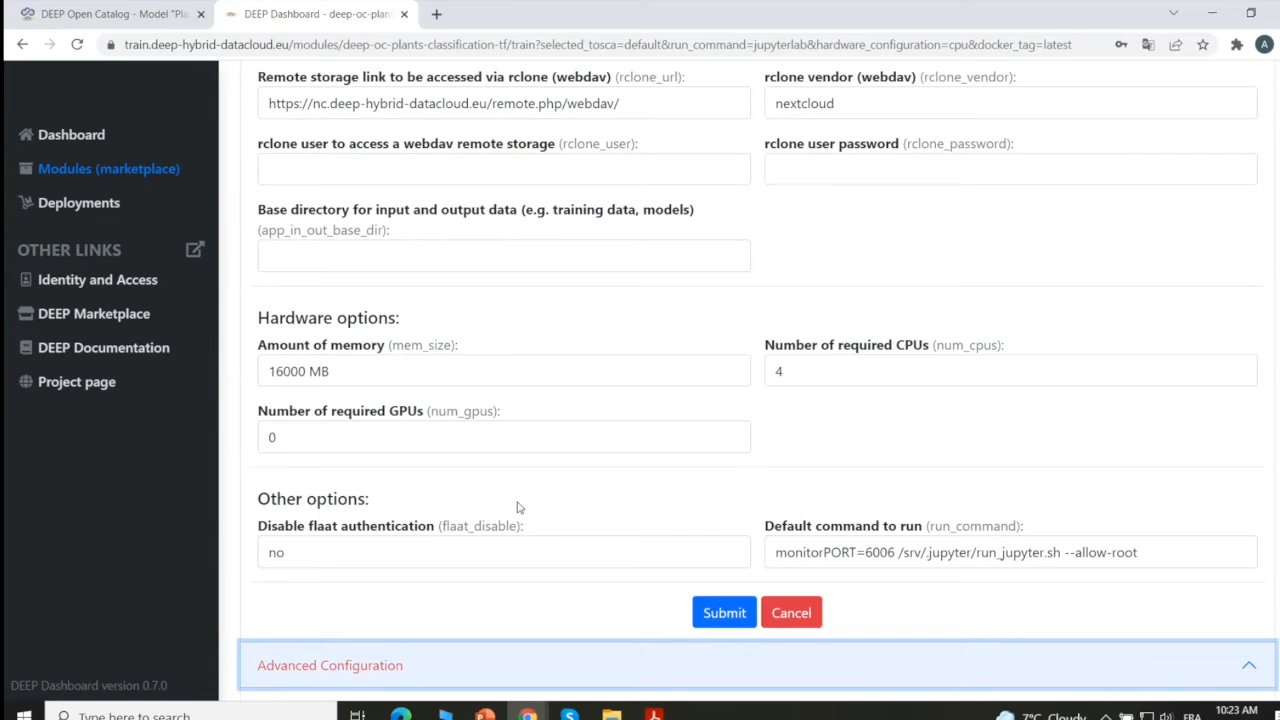 DEEP Open Catalog - Model "Pla
DEEP Dashboard - deep-oc-plant
train.deep-hybrid-datacloud.eu/modules/deep-oc-plants-classification-tf/train?selected_tosca=default&run_command=jupyterlab&hardware_configuration=cpu&docker_tag=latest
A
Dashboard
Modules (marketplace)
Deployments
OTHER LINKS
Identity and Access
DEEP Marketplace
DEEP Documentation
Project page
DEEP Dashboard version 0.7.0
Remote storage link to be accessed via rclone (webdav) (rclone_url):
https://nc.deep-hybrid-datacloud.eu/remote.php/webdav/
rclone vendor (webdav) (rclone_vendor):
nextcloud
rclone user to access a webdav remote storage (rclone_user):
rclone user password (rclone_password):
Base directory for input and output data (e.g. training data, models)
(app_in_out_base_dir):
Hardware options:
Amount of memory (mem_size):
16000 MB
Number of required CPUs (num_cpus):
4
Number of required GPUs (num_gpus):
0
Other options:
Disable flaat authentication (flaat_disable):
no
Default command to run (run_command):
monitorPORT=6006 /srv/.jupyter/run_jupyter.sh --allow-root
Submit
Cancel
Advanced Configuration
Type here to search
7°C Cloudy
FRA
10:23 AM